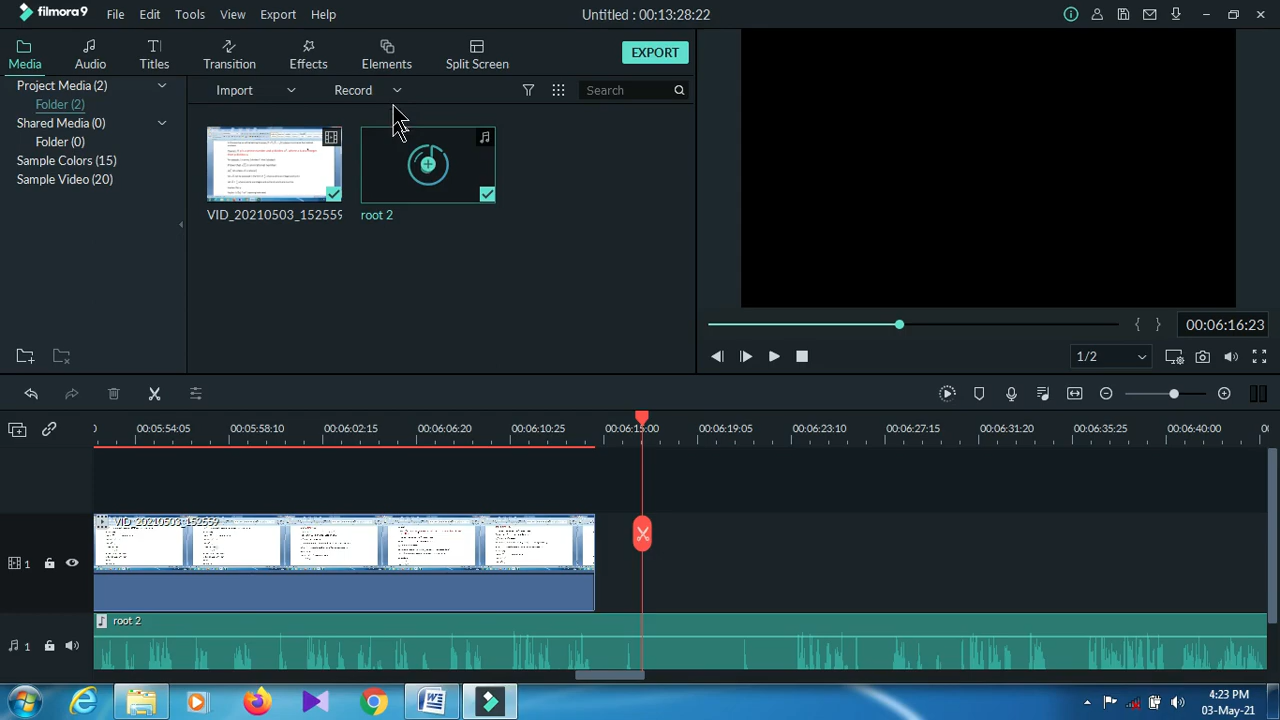 filmora9 File Edit Tools View Export Help Untitled : 00:13:28:22
Media Audio Titles Transition Effects Elements Split Screen EXPORT
Project Media (2) Import Record Search
Folder (2)
Media (0)
Folder (0)
Colors (15)
Sample Video (20)
VID_20210503_152559 root 2
00:06:16:23
1/2
00:05:54:05 00:05:58:10 00:06:02:15 00:06:06:20 00:06:10:25 00:06:15:00 00:06:19:05 00:06:23:10 00:06:27:15 00:06:31:20 00:06:35:25 00:06:40:00
1
root 2
1
4:23 PM
03-May-21